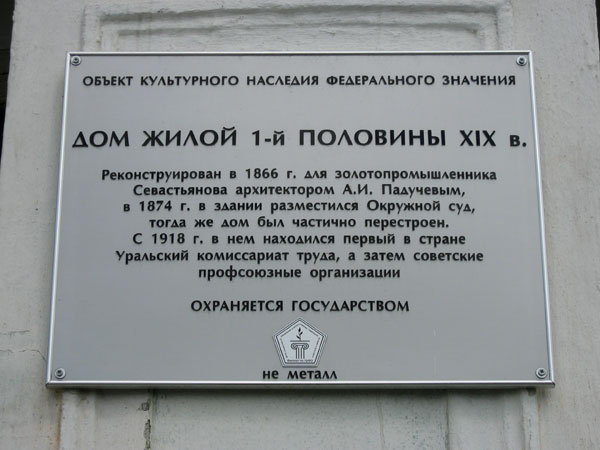 ОБЪЕКТ КУЛЬТУРНОГО НАСЛЕДИЯ ФЕДЕРАЛЬНОГО ЗНАЧЕНИЯ
ДОМ ЖИЛОЙ 1-й ПОЛОВИНЫ XIX в.
Реконструирован в 1866 г. для золотопромышленника
Севастьянова архитектором А.И. Падучевым,
в 1874 г. в здании разместился Окружной суд,
тогда же дом был частично перестроен.
С 1918 г. в нем находился первый в стране
Уральский комиссариат труда, а затем советские
профсоюзные организации
ОХРАНЯЕТСЯ ГОСУДАРСТВОМ
не металл